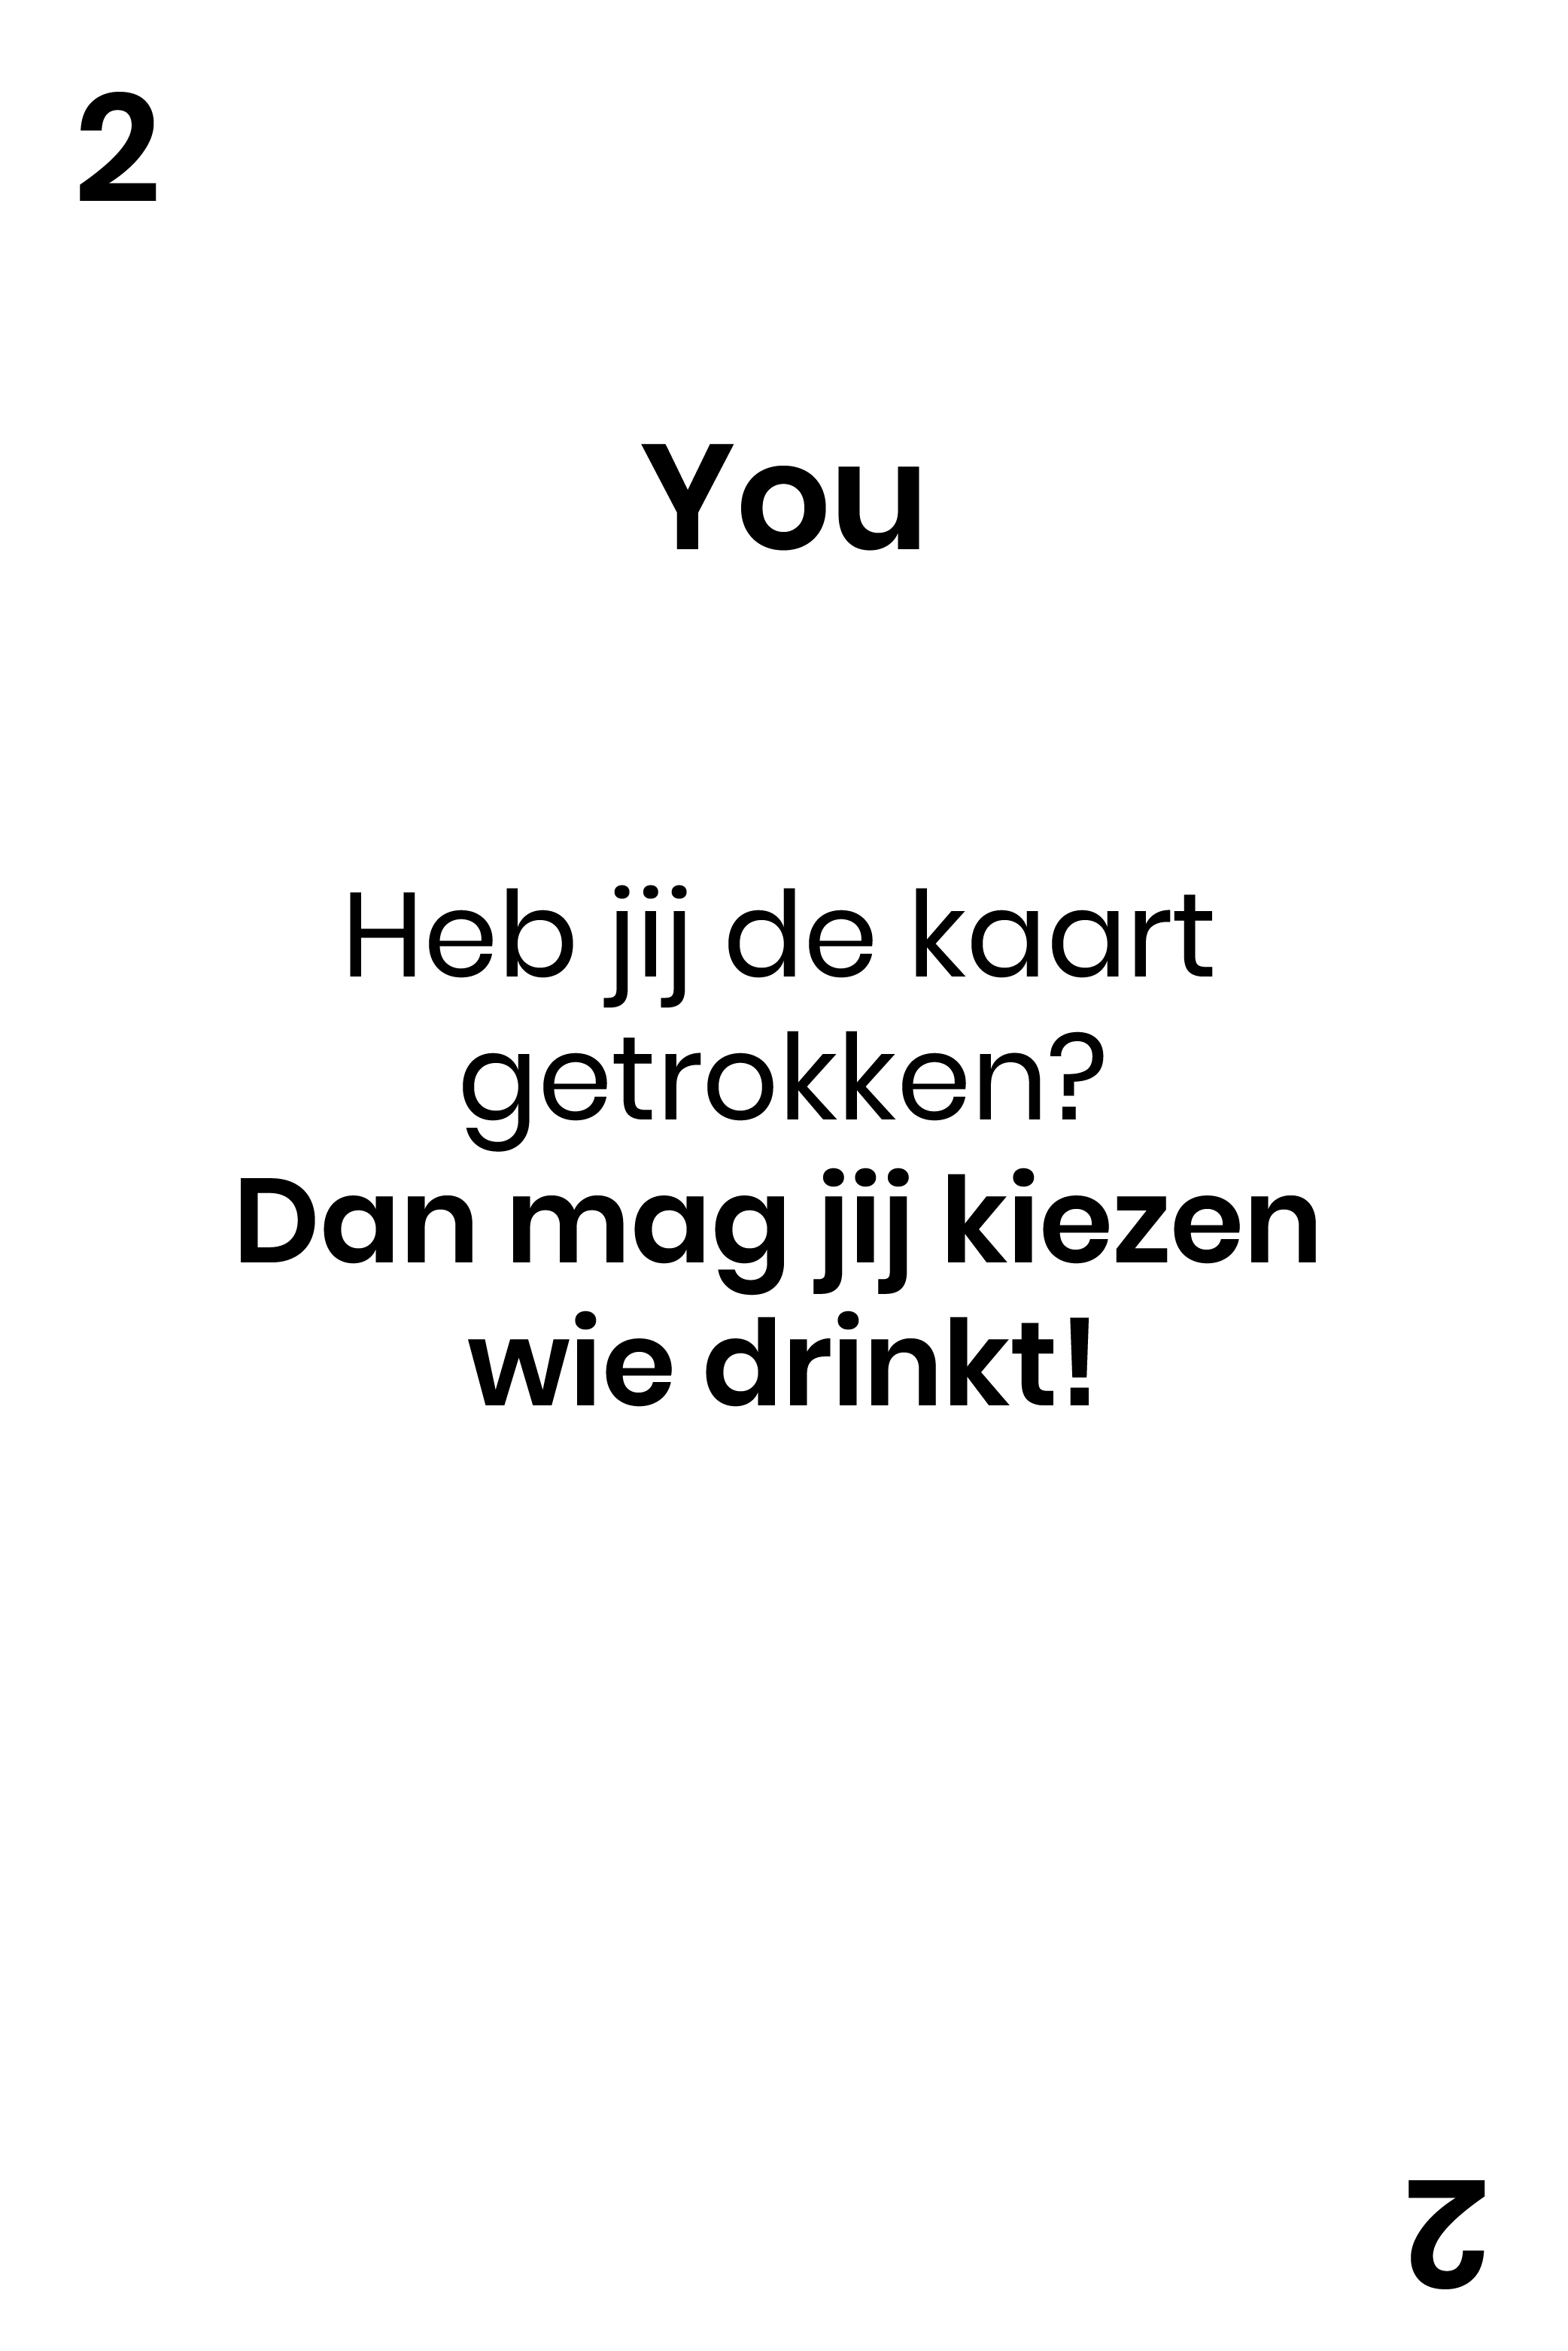 2
You
Heb jij de kaart
getrokken?
Dan mag jij kiezen
wie drinkt!
2